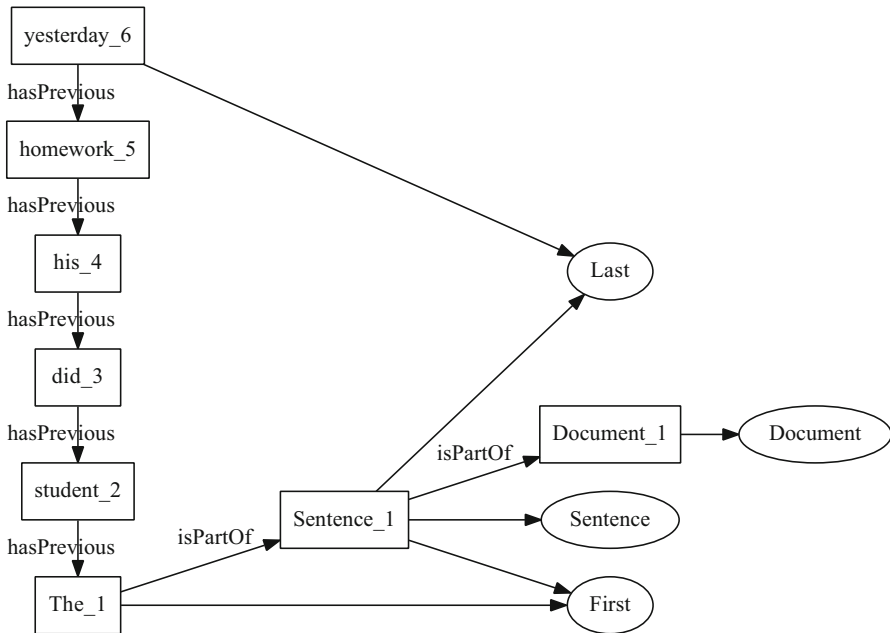 yesterday_6
hasPrevious
homework_5
hasPrevious
his_4
Last
hasPrevious
did_3
hasPrevious
Document_1
Document
isPartOf
student_2
Sentence_1
Sentence
isPartOf
hasPrevious
The_1
First